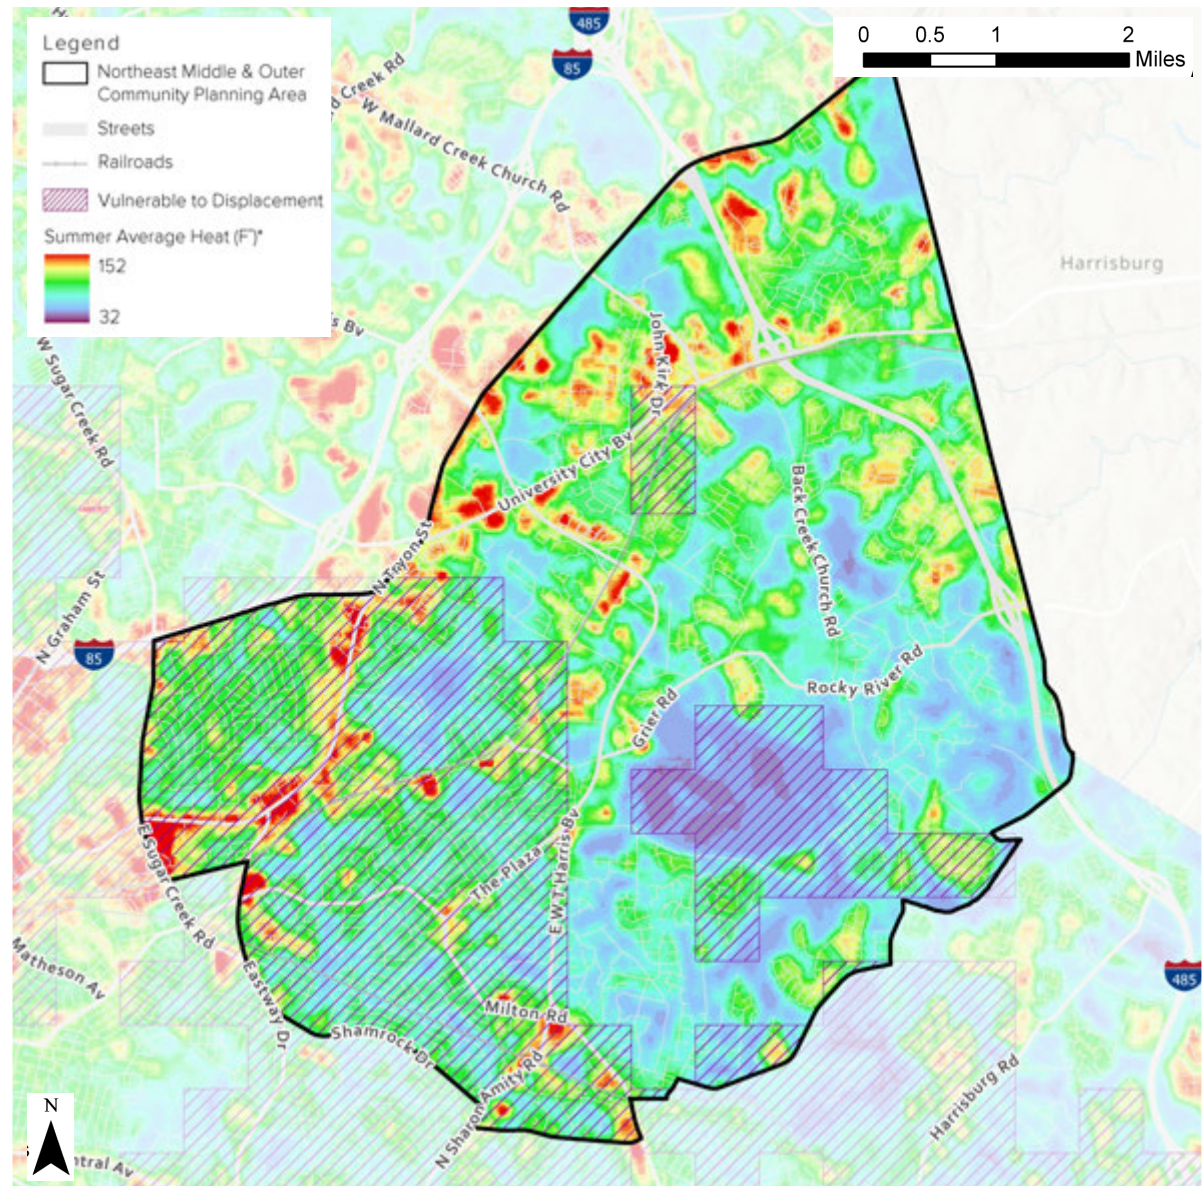 Legend
Northeast Middle & Outer
Community Planning Area
Streets
Railroads
Vulnerable to Displacement
Summer Average Heat (F°)*
152
32
485
85
0 0.5 1 2
Miles
Creek Rd
W Mallard Creek Church Rd
Harrisburg
John Kirk Dr
W Sugar Creek Rd
University City Bv
Back Creek Church Rd
N Tryon St
N Graham St
85
Rocky River Rd
Grier Rd
The Plaza
E W T Harris Bv
E Sugar Creek Rd
Matheson Av
Eastway Dr
Milton Rd
Shamrock Dr
N Sharon Amity Rd
Harrisburg Rd
485
N